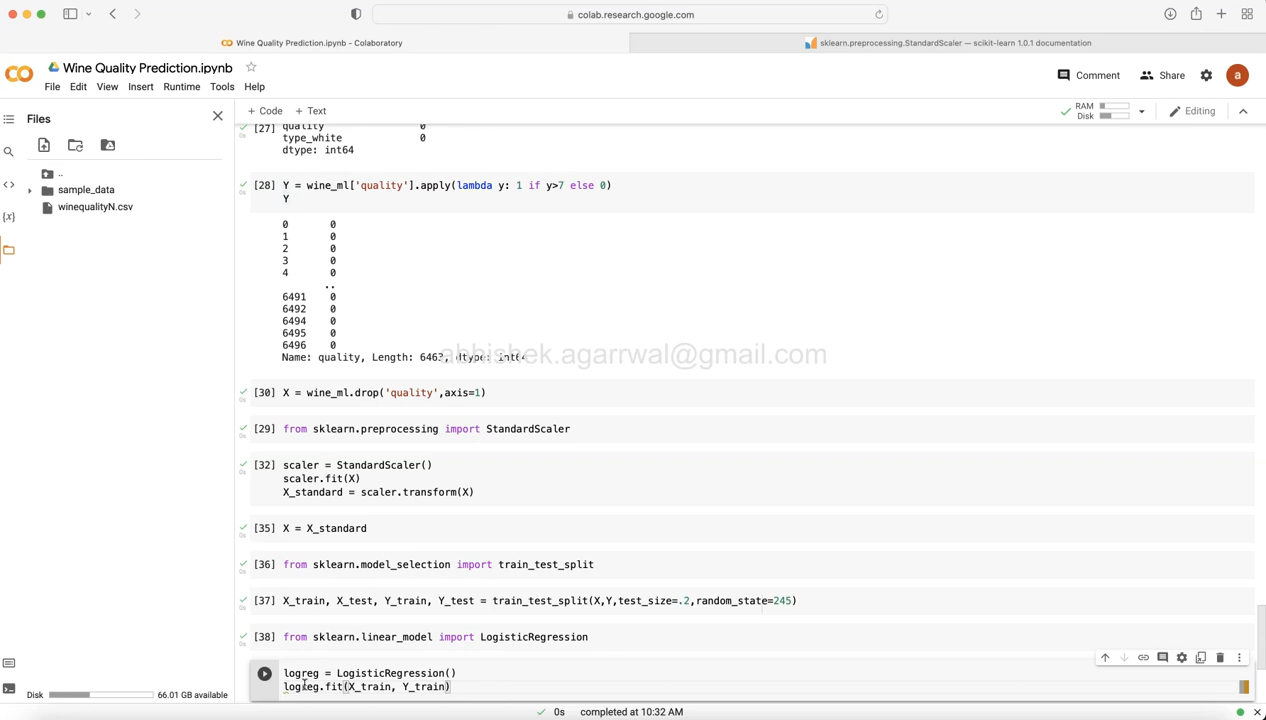 colab.research.google.com
Wine Quality Prediction.ipynb - Colaboratory
sklearn.preprocessing.StandardScaler — scikit-learn 1.0.1 documentation
Wine Quality Prediction.ipynb
Comment
Share
a
File Edit View Insert Runtime Tools Help
Files
+ Code + Text
RAM
Disk
Editing
..
sample_data
winequalityN.csv
[27] quality 0
type_white 0
dtype: int64
[28] Y = wine_ml['quality'].apply(lambda y: 1 if y>7 else 0)
Y
0 0
1 0
2 0
3 0
4 0
..
6491 0
6492 0
6494 0
6495 0
6496 0
Name: quality, Length: 6463, dtype: int64
abhishek.agarrwal@gmail.com
[30] X = wine_ml.drop('quality',axis=1)
[29] from sklearn.preprocessing import StandardScaler
[32] scaler = StandardScaler()
scaler.fit(X)
X_standard = scaler.transform(X)
[35] X = X_standard
[36] from sklearn.model_selection import train_test_split
[37] X_train, X_test, Y_train, Y_test = train_test_split(X,Y,test_size=.2,random_state=245)
[38] from sklearn.linear_model import LogisticRegression
logreg = LogisticRegression()
logreg.fit(X_train, Y_train)
Disk 66.01 GB available
0s completed at 10:32 AM